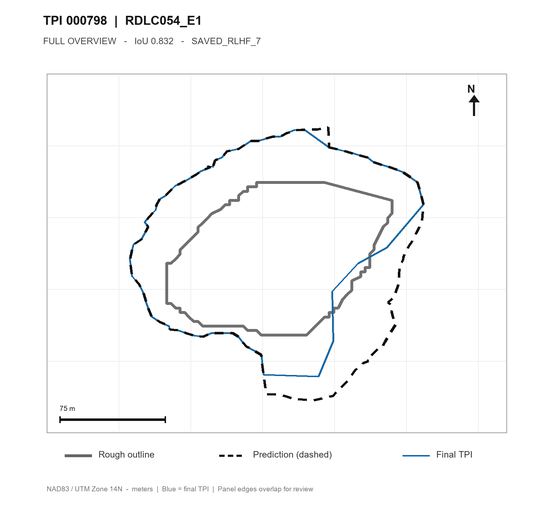 TPI 000798 | RDLC054_E1
FULL OVERVIEW - IoU 0.832 - SAVED_RLHF_7
N
75 m
Rough outline
Prediction (dashed)
Final TPI
NAD83 / UTM Zone 14N - meters | Blue = final TPI | Panel edges overlap for review